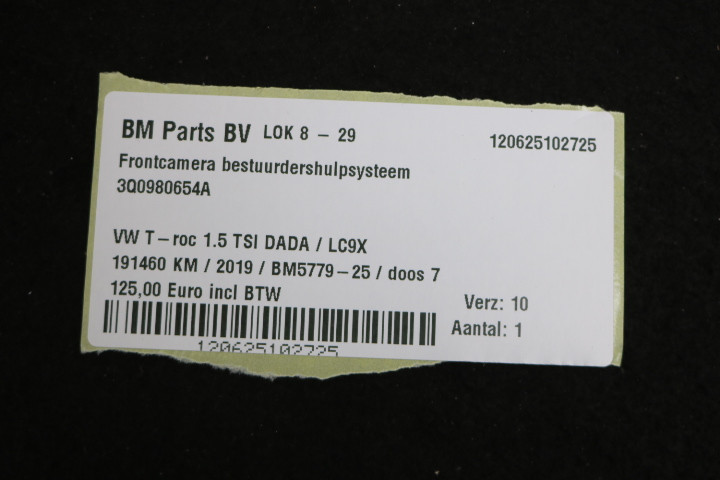 BM Parts BV LOK 8 - 29
120625102725
Frontcamera bestuurdershulpsysteem
3Q0980654A
VW T-roc 1.5 TSI DADA / LC9X
191460 KM / 2019 / BM5779-25 / doos 7
125,00 Euro incl BTW
Verz: 10
Aantal: 1
120625102725